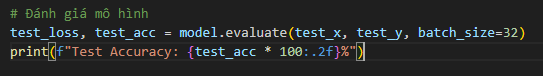 # Đánh giá mô hình
test_loss, test_acc = model.evaluate(test_x, test_y, batch_size=32)
print(f"Test Accuracy: {test_acc * 100:.2f}%")